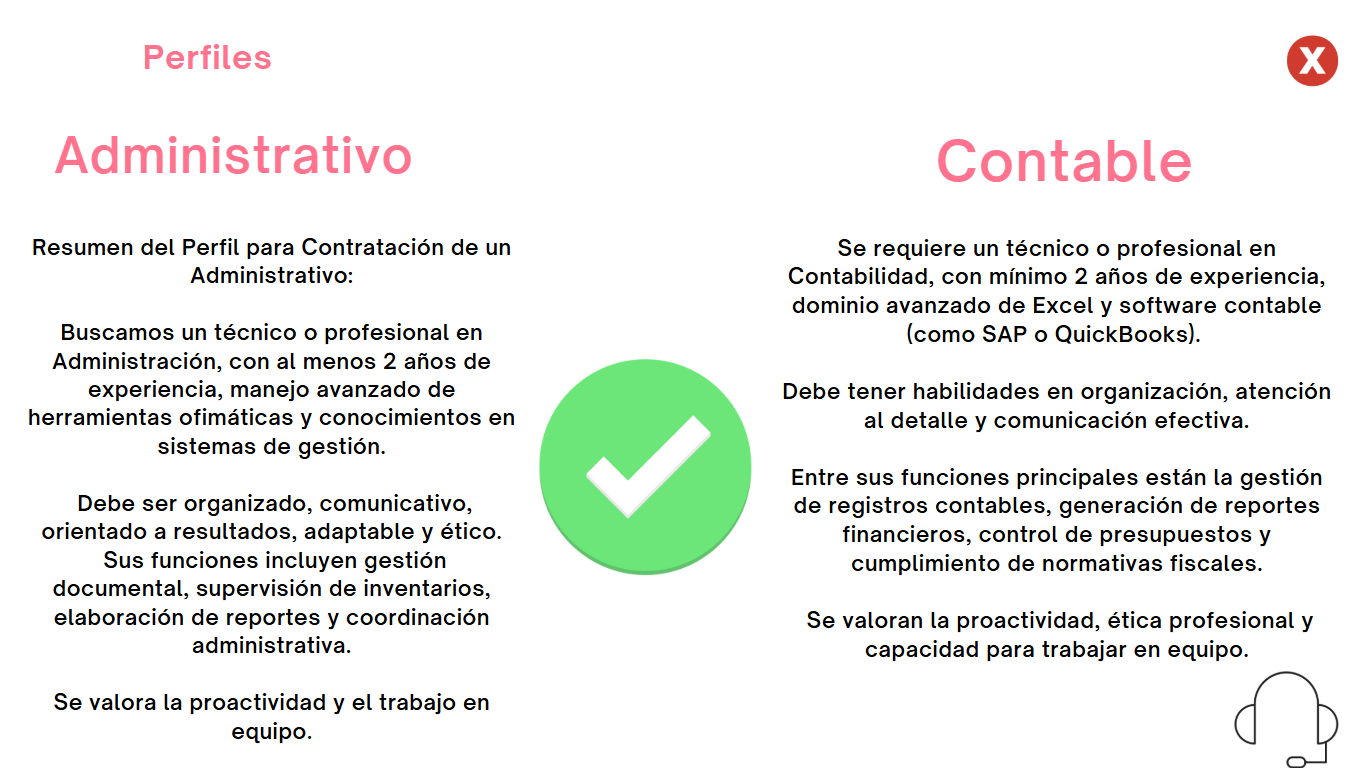 Perfiles
X
Administrativo
Resumen del Perfil para Contratación de un
Administrativo:
Buscamos un técnico o profesional en
Administración, con al menos 2 años de
experiencia, manejo avanzado de
herramientas ofimáticas y conocimientos en
sistemas de gestión.
Debe ser organizado, comunicativo,
orientado a resultados, adaptable y ético.
Sus funciones incluyen gestión
documental, supervisión de inventarios,
elaboración de reportes y coordinación
administrativa.
Se valora la proactividad y el trabajo en
equipo.
Contable
Se requiere un técnico o profesional en
Contabilidad, con mínimo 2 años de experiencia,
dominio avanzado de Excel y software contable
(como SAP o QuickBooks).
Debe tener habilidades en organización, atención
al detalle y comunicación efectiva.
Entre sus funciones principales están la gestión
de registros contables, generación de reportes
financieros, control de presupuestos y
cumplimiento de normativas fiscales.
Se valoran la proactividad, ética profesional y
capacidad para trabajar en equipo.